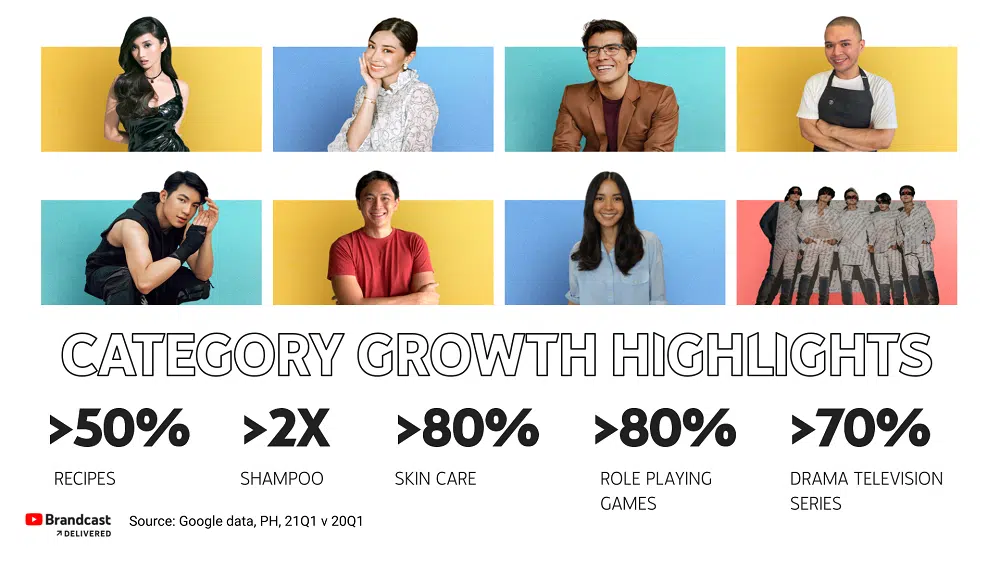 CATEGORY GROWTH HIGHLIGHTS
>50%
RECIPES
>2X
SHAMPOO
>80%
SKIN CARE
>80%
ROLE PLAYING
GAMES
>70%
DRAMA TELEVISION
SERIES
Brandcast
DELIVERED
Source: Google data, PH, 21Q1 v 20Q1